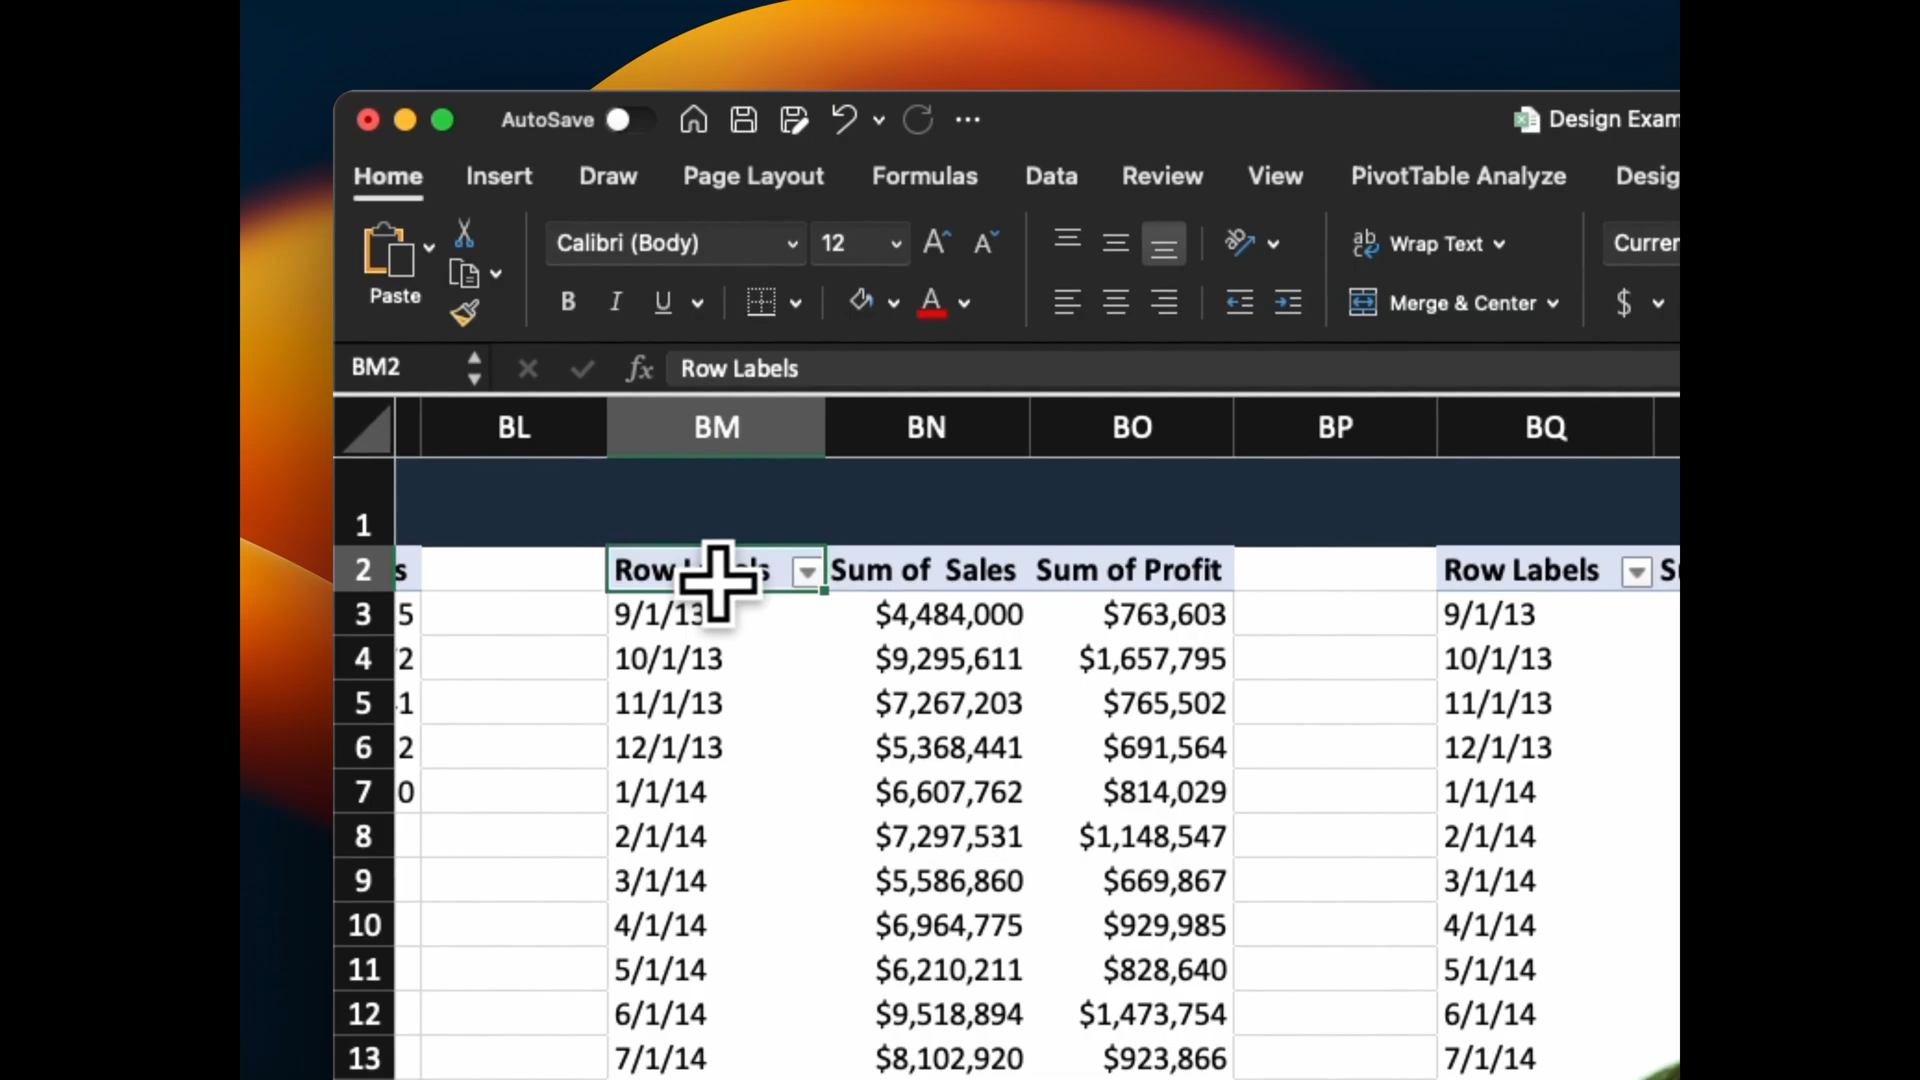 AutoSave
Design Exam
Home Insert Draw Page Layout Formulas Data Review View PivotTable Analyze Desig
Paste
Calibri (Body) 12
Wrap Text
Curren
B I U
Merge & Center
$
BM2
fx Row Labels
BL BM BN BO BP BQ
1
2 s Row Labels Sum of Sales Sum of Profit Row Labels
3 5 9/1/13 $4,484,000 $763,603 9/1/13
4 2 10/1/13 $9,295,611 $1,657,795 10/1/13
5 1 11/1/13 $7,267,203 $765,502 11/1/13
6 2 12/1/13 $5,368,441 $691,564 12/1/13
7 0 1/1/14 $6,607,762 $814,029 1/1/14
8 2/1/14 $7,297,531 $1,148,547 2/1/14
9 3/1/14 $5,586,860 $669,867 3/1/14
10 4/1/14 $6,964,775 $929,985 4/1/14
11 5/1/14 $6,210,211 $828,640 5/1/14
12 6/1/14 $9,518,894 $1,473,754 6/1/14
13 7/1/14 $8,102,920 $923,866 7/1/14